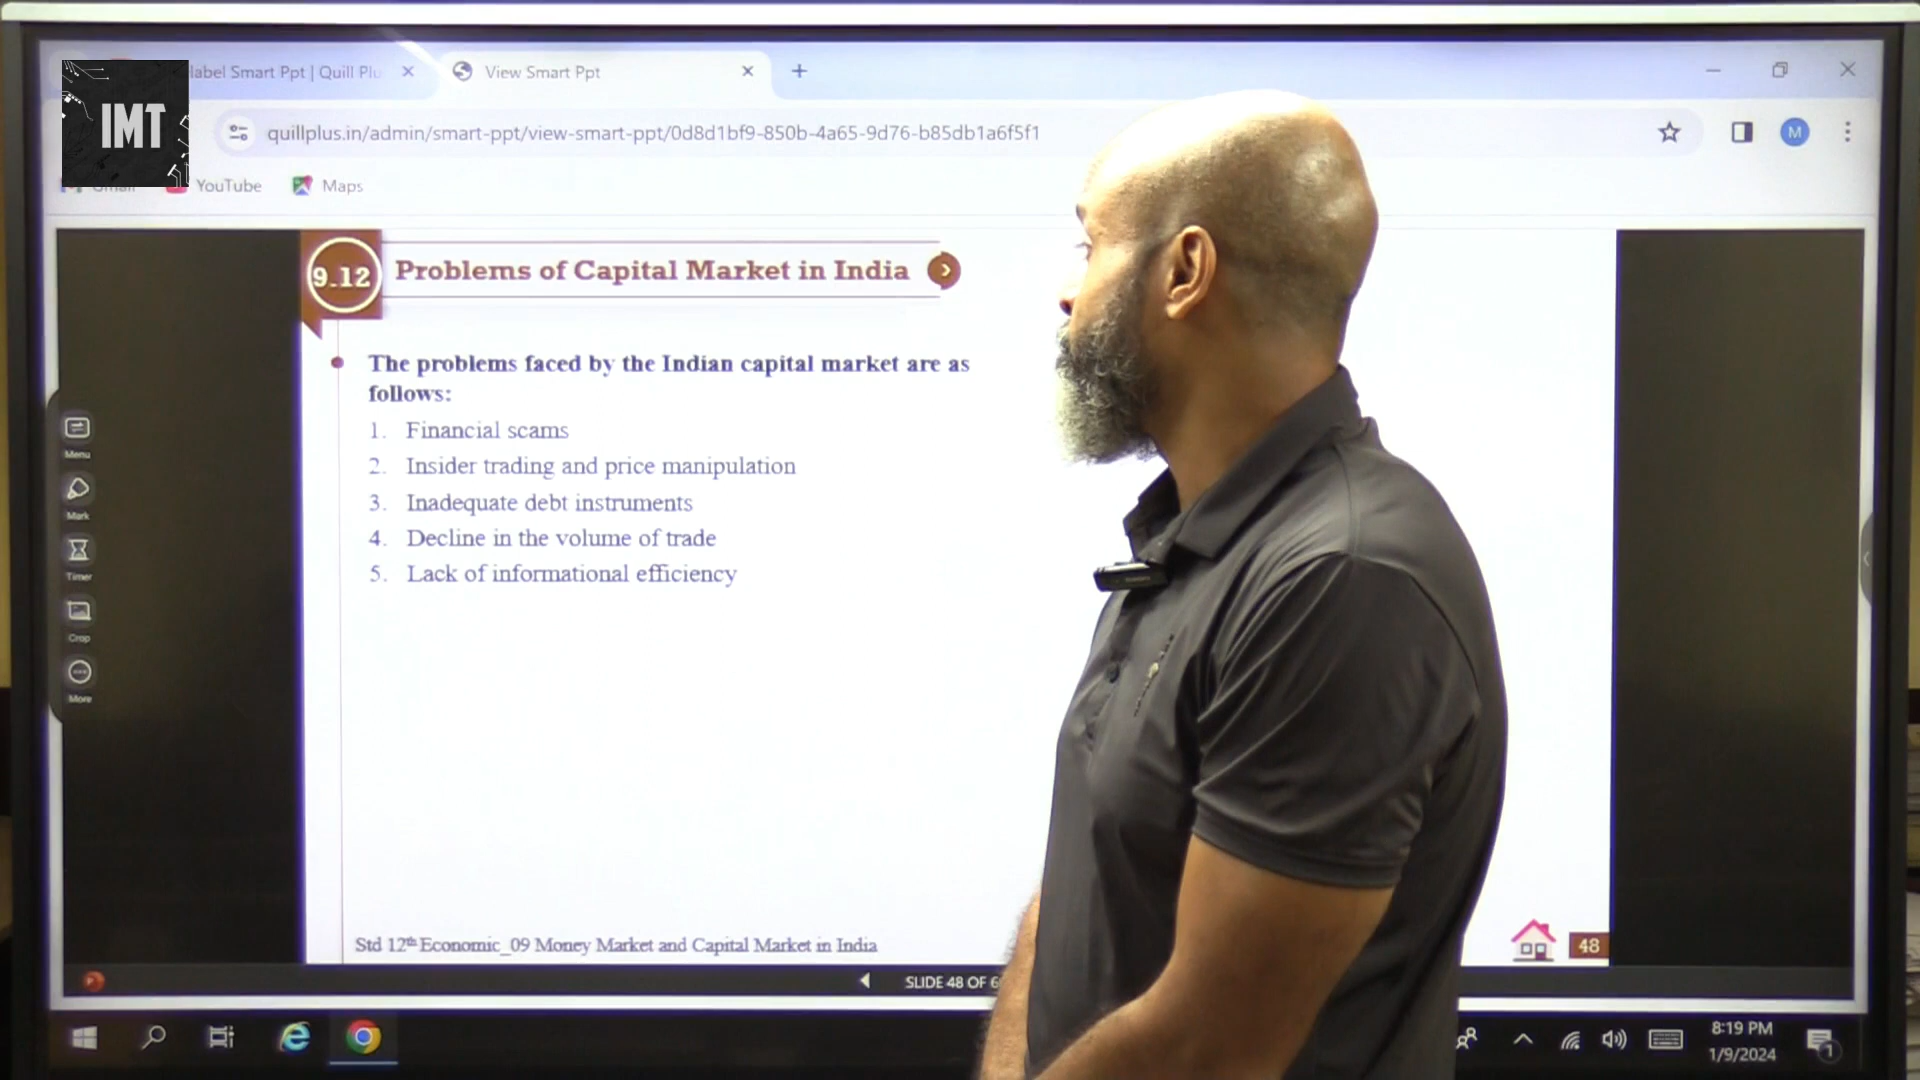 label Smart Ppt | Quill Plu
View Smart Ppt
IMT
quillplus.in/admin/smart-ppt/view-smart-ppt/0d8d1bf9-850b-4a65-9d76-b85db1a6f5f1
M
Gmail
YouTube
Maps
9.12
Problems of Capital Market in India
The problems faced by the Indian capital market are as
follows:
1. Financial scams
2. Insider trading and price manipulation
3. Inadequate debt instruments
4. Decline in the volume of trade
5. Lack of informational efficiency
Menu
Mark
Timer
Crop
More
Std 12th Economic_09 Money Market and Capital Market in India
48
SLIDE 48 OF 6
8:19 PM
1/9/2024
1